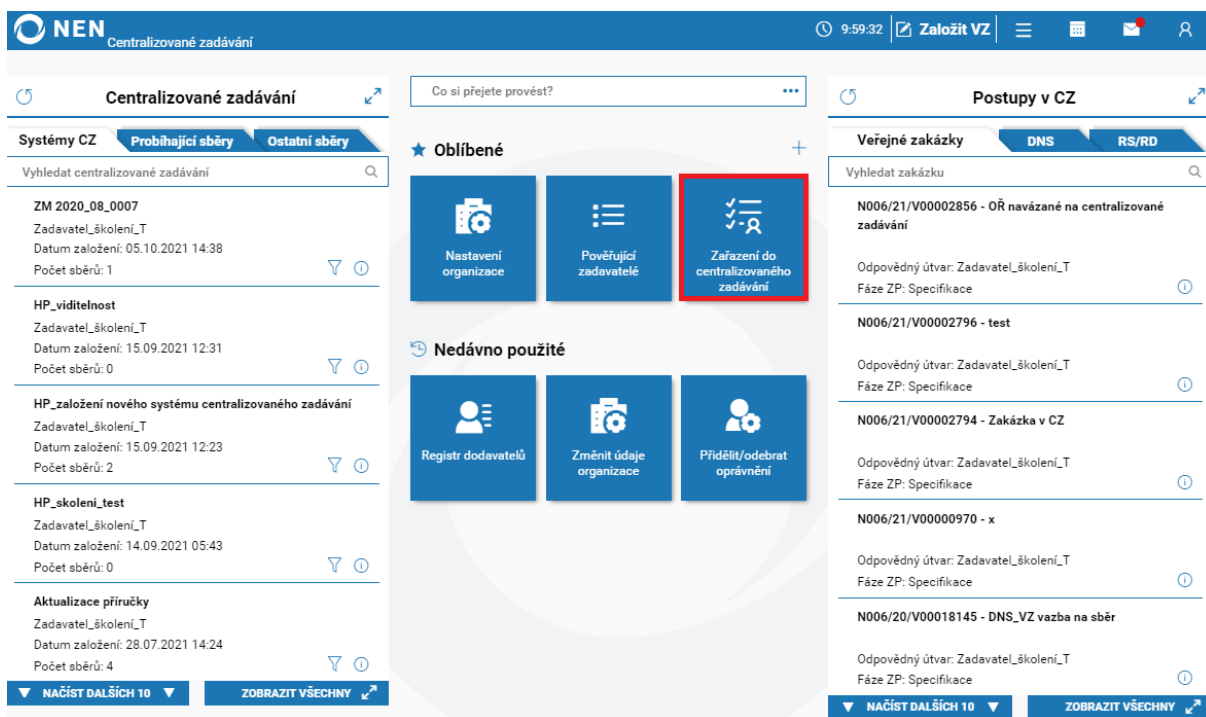 NEN
Centralizované zadávání
9:59:32
Založit VZ
Centralizované zadávání
Systémy CZ
Probíhající sběry
Ostatní sběry
Vyhledat centralizované zadávání
ZM 2020_08_0007
Zadavatel_školení_T
Datum založení: 05.10.2021 14:38
Počet sběrů: 1
HP_viditelnost
Zadavatel_školení_T
Datum založení: 15.09.2021 12:31
Počet sběrů: 0
HP_založení nového systému centralizovaného zadávání
Zadavatel_školení_T
Datum založení: 15.09.2021 12:23
Počet sběrů: 2
HP_skoleni_test
Zadavatel_školení_T
Datum založení: 14.09.2021 05:43
Počet sběrů: 0
Aktualizace příručky
Zadavatel_školení_T
Datum založení: 28.07.2021 14:24
Počet sběrů: 4
NAČÍST DALŠÍCH 10
ZOBRAZIT VŠECHNY
Co si přejete provést?
Oblíbené
Nastavení
organizace
Pověřující
zadavatelé
Zařazení do
centralizovaného
zadávání
Nedávno použité
Registr dodavatelů
Změnit údaje
organizace
Přidělit/odebrat
oprávnění
Postupy v CZ
Veřejné zakázky
DNS
RS/RD
Vyhledat zakázku
N006/21/V00002856 - OŘ navázané na centralizované
zadávání
Odpovědný útvar: Zadavatel_školení_T
Fáze ZP: Specifikace
N006/21/V00002796 - test
Odpovědný útvar: Zadavatel_školení_T
Fáze ZP: Specifikace
N006/21/V00002794 - Zakázka v CZ
Odpovědný útvar: Zadavatel_školení_T
Fáze ZP: Specifikace
N006/21/V00000970 - x
Odpovědný útvar: Zadavatel_školení_T
Fáze ZP: Specifikace
N006/20/V00018145 - DNS_VZ vazba na sběr
Odpovědný útvar: Zadavatel_školení_T
Fáze ZP: Specifikace
NAČÍST DALŠÍCH 10
ZOBRAZIT VŠECHNY